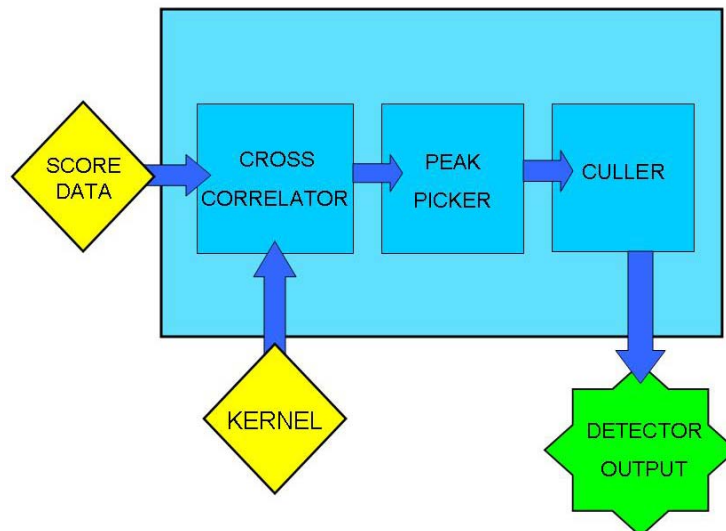 SCORE
DATA
CROSS
CORRELATOR
PEAK
PICKER
CULLER
KERNEL
DETECTOR
OUTPUT